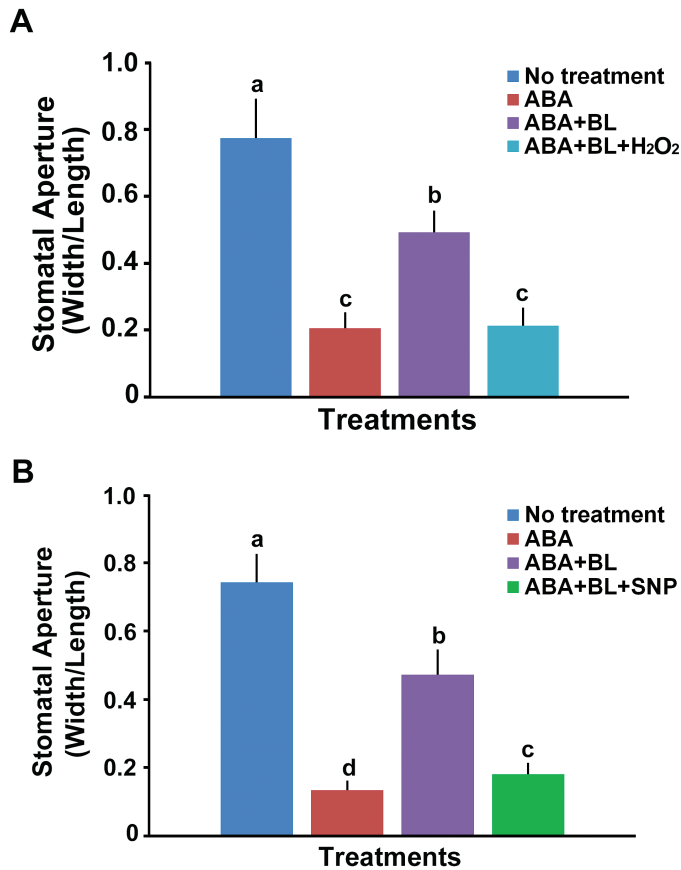 A
Stomatal Aperture
(Width/Length)
1.0
0.8
0.6
0.4
0.2
0
a
c
b
c
No treatment
ABA
ABA+BL
ABA+BL+H₂O₂
Treatments
B
Stomatal Aperture
(Width/Length)
1.0
0.8
0.6
0.4
0.2
0
a
d
b
c
No treatment
ABA
ABA+BL
ABA+BL+SNP
Treatments